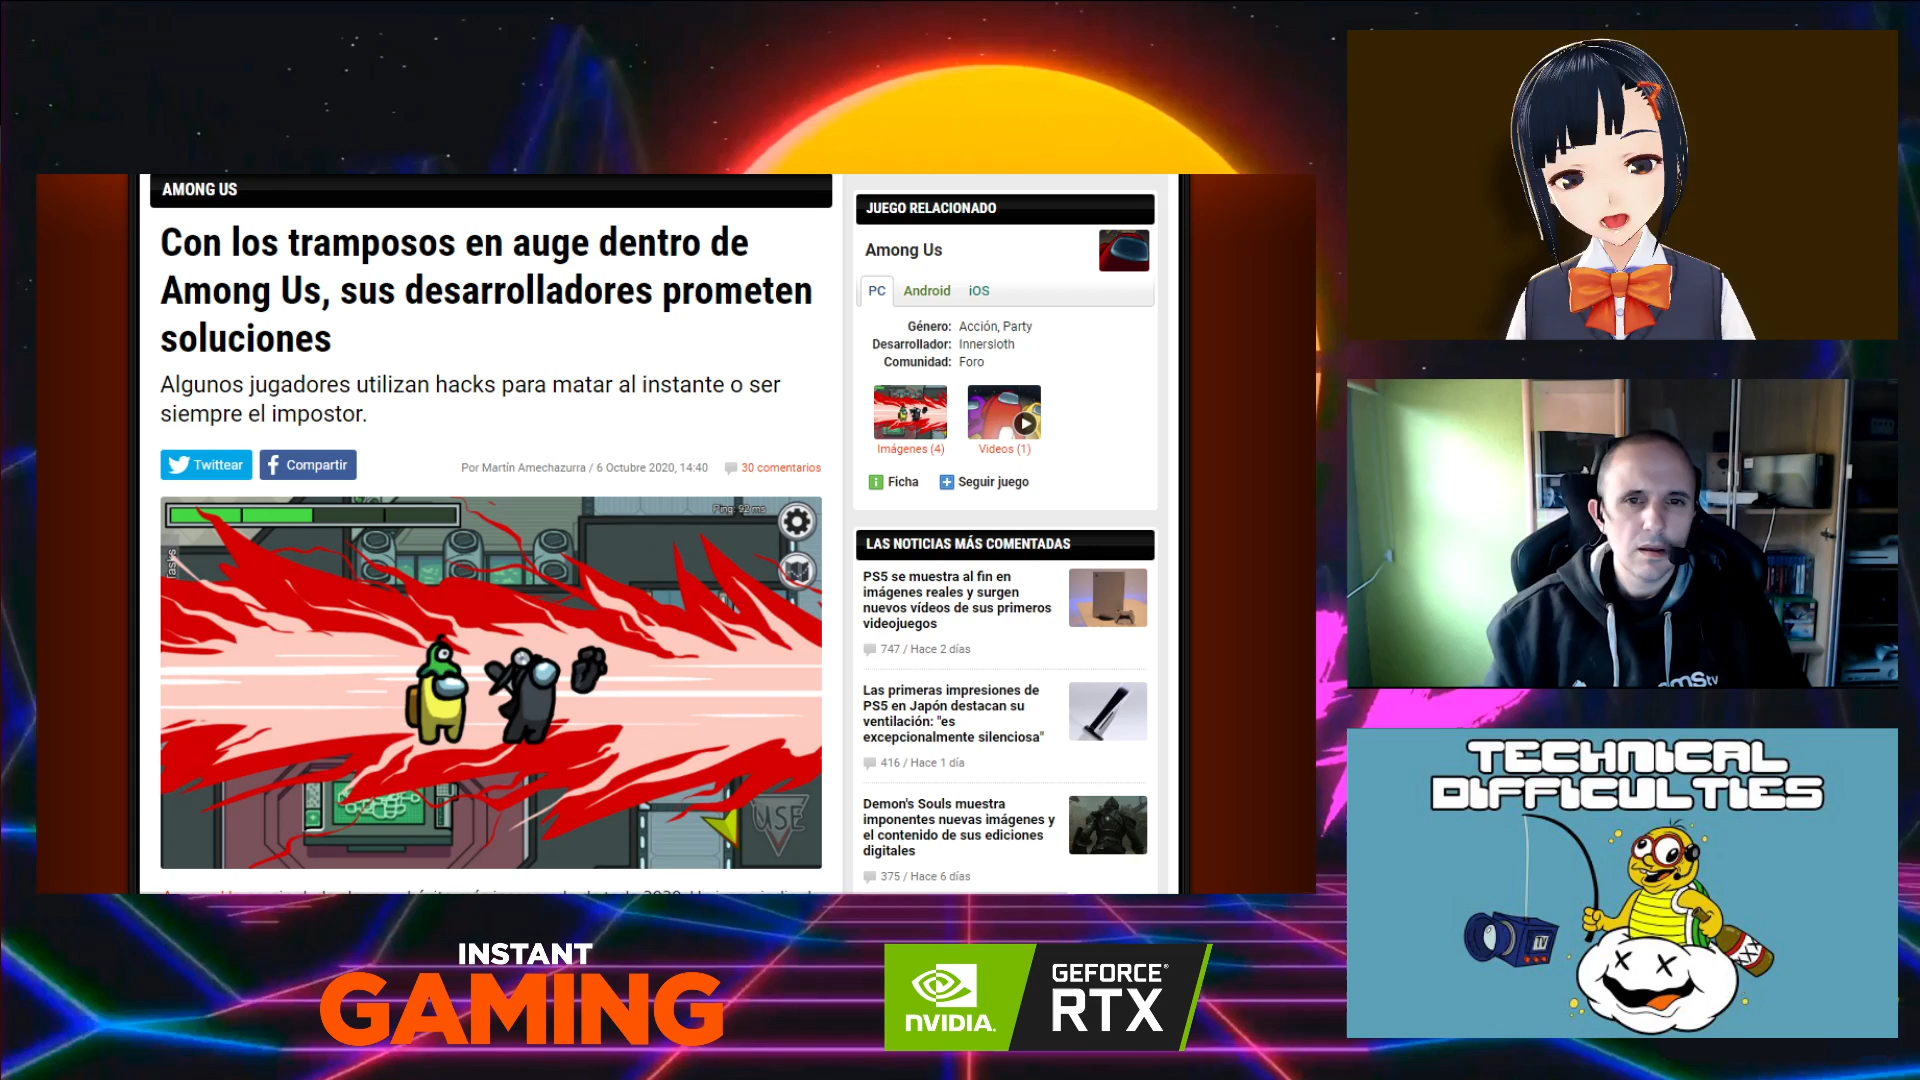 AMONG US
Con los tramposos en auge dentro de
Among Us, sus desarrolladores prometen
soluciones
Algunos jugadores utilizan hacks para matar al instante o ser
siempre el impostor.
Twittear
Compartir
Por Martín Amechazurra / 6 Octubre 2020, 14:40
30 comentarios
Ping: 92 ms
Tasks
USE
JUEGO RELACIONADO
Among Us
PC Android iOS
Género: Acción, Party
Desarrollador: Innersloth
Comunidad: Foro
Imágenes (4)
Videos (1)
Ficha
Seguir juego
LAS NOTICIAS MÁS COMENTADAS
PS5 se muestra al fin en
imágenes reales y surgen
nuevos vídeos de sus primeros
videojuegos
747 / Hace 2 días
Las primeras impresiones de
PS5 en Japón destacan su
ventilación: "es
excepcionalmente silenciosa"
416 / Hace 1 día
Demon's Souls muestra
imponentes nuevas imágenes y
el contenido de sus ediciones
digitales
375 / Hace 6 días
TECHNICAL
DIFFICULTIES
TV
XXX
INSTANT
GAMING
NVIDIA.
GEFORCE®
RTX